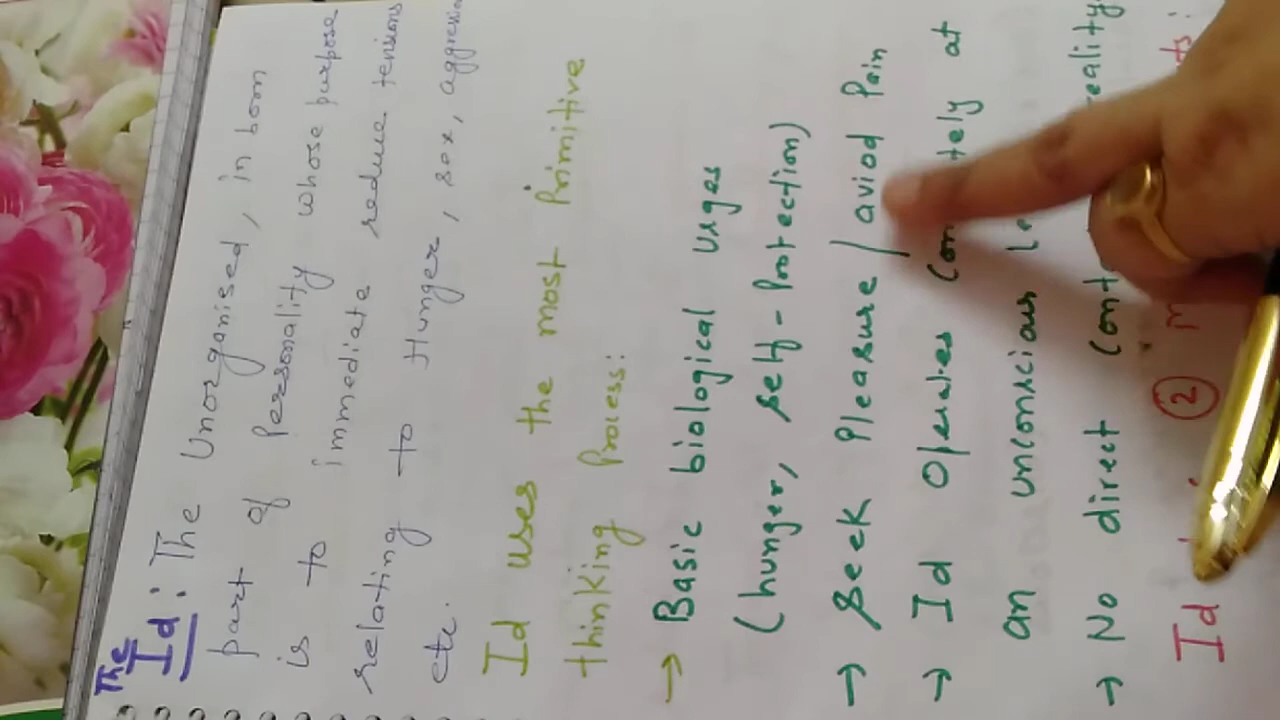 The
Id: The Unorganised, in born
part of personality whose purpose
is to immediate reduce tensions
relating to Hunger, sex, aggression
etc.
Id uses the most Primitive
thinking Process:
→ Basic biological urges
(hunger, self-Protection)
→ Seek Pleasure / aviod Pain
→ Id Operates at
an unconscious
→ No direct
Id 2